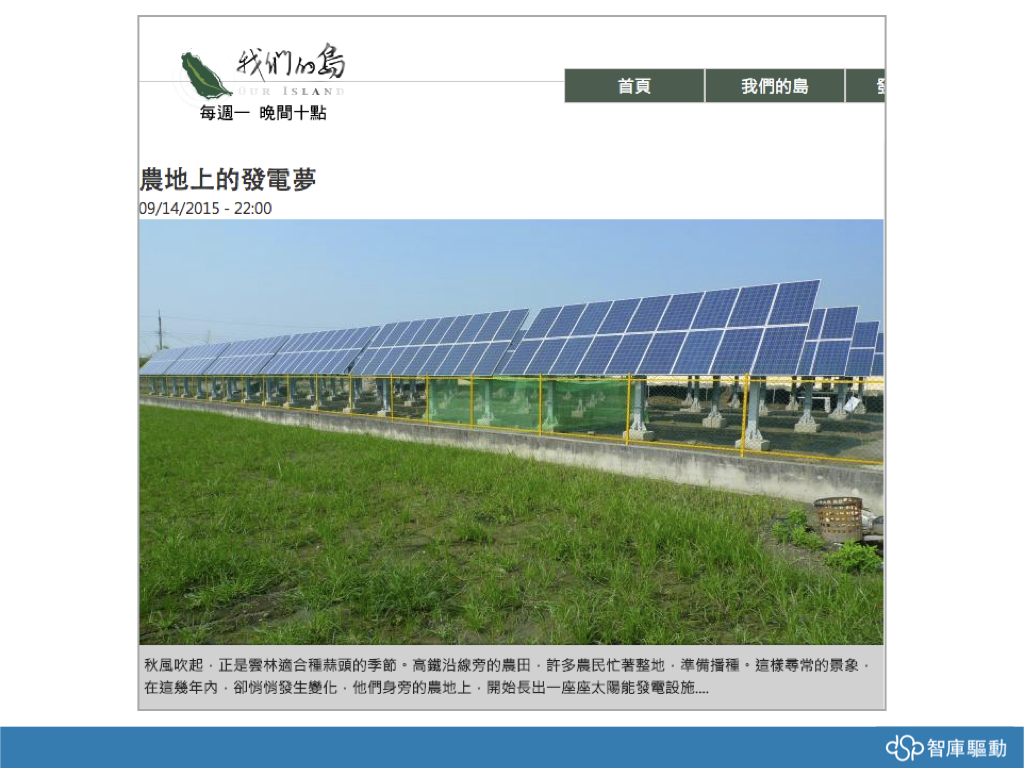 我們的島
OUR ISLAND
每週一 晚間十點
首頁
我們的島
農地上的發電夢
09/14/2015 - 22:00
秋風吹起，正是雲林適合種蒜頭的季節。高鐵沿線旁的農田，許多農民忙著整地，準備播種。這樣尋常的景象，
在這幾年內，卻悄悄發生變化，他們身旁的農地上，開始長出一座座太陽能發電設施....
dSp 智庫驅動